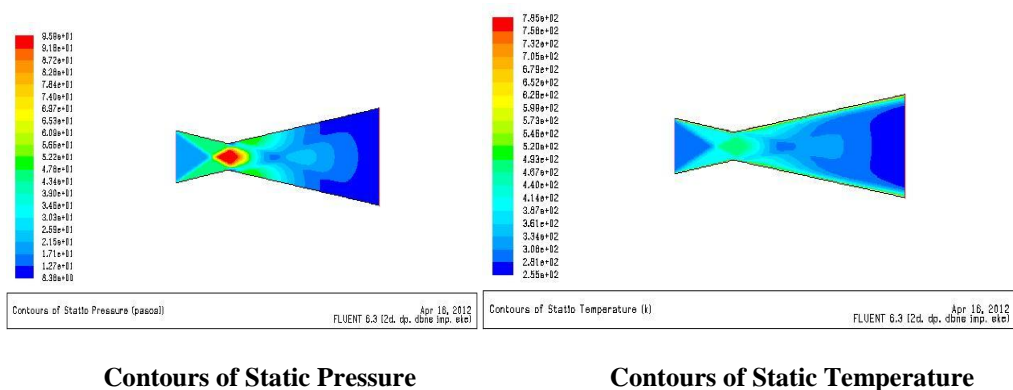 9.59e+01
9.18e+01
8.72e+01
8.28e+01
7.84e+01
7.40e+01
6.97e+01
6.53e+01
6.09e+01
5.65e+01
5.22e+01
4.78e+01
4.34e+01
3.90e+01
3.46e+01
3.03e+01
2.59e+01
2.15e+01
1.71e+01
1.27e+01
8.38e+00
Contours of Static Pressure (pascal)
Apr 16, 2012
FLUENT 6.3 (2d, dp, dbns imp, ske)
7.85e+02
7.58e+02
7.32e+02
7.05e+02
6.79e+02
6.52e+02
6.26e+02
5.99e+02
5.73e+02
5.46e+02
5.20e+02
4.93e+02
4.67e+02
4.40e+02
4.14e+02
3.87e+02
3.61e+02
3.34e+02
3.08e+02
2.81e+02
2.55e+02
Contours of Static Temperature (k)
Apr 16, 2012
FLUENT 6.3 (2d, dp, dbns imp, ske)
Contours of Static Pressure
Contours of Static Temperature